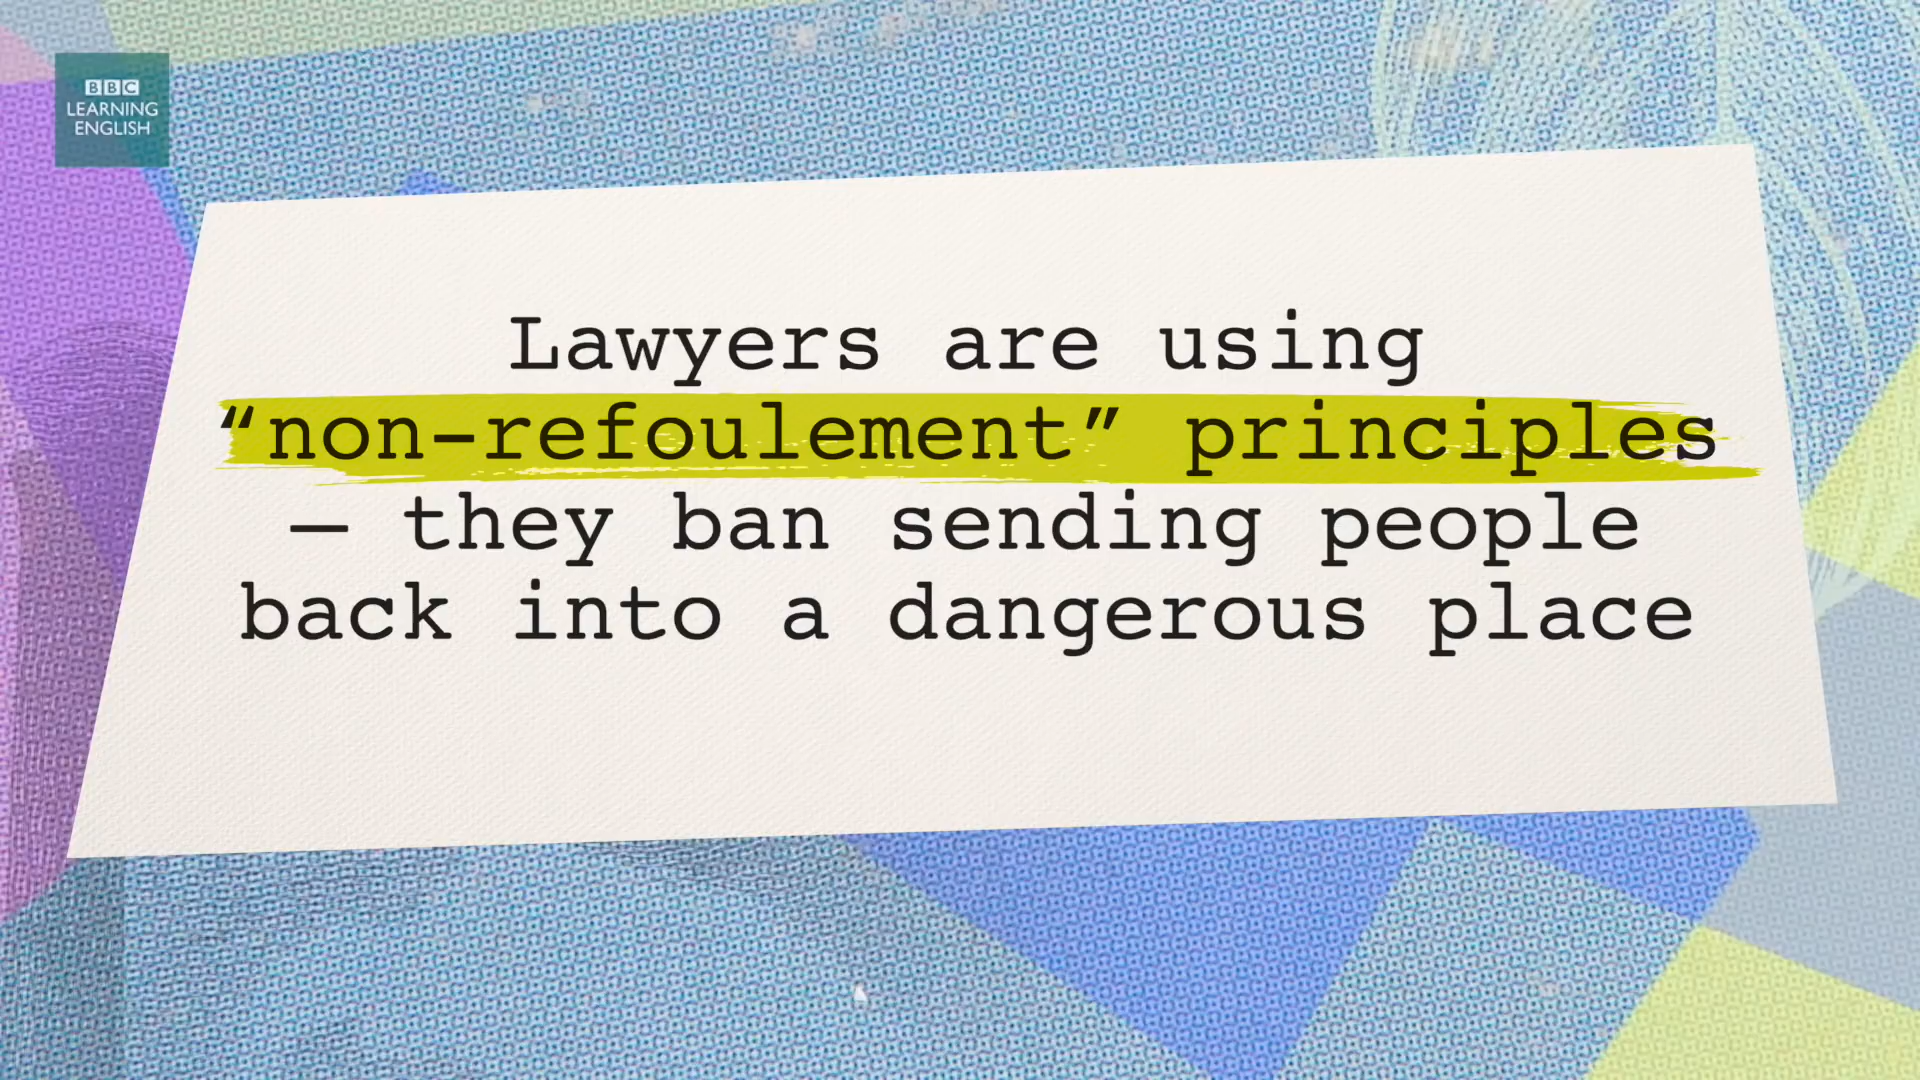 BBC
LEARNING
ENGLISH
Lawyers are using
“non-refoulement” principles
— they ban sending people
back into a dangerous place